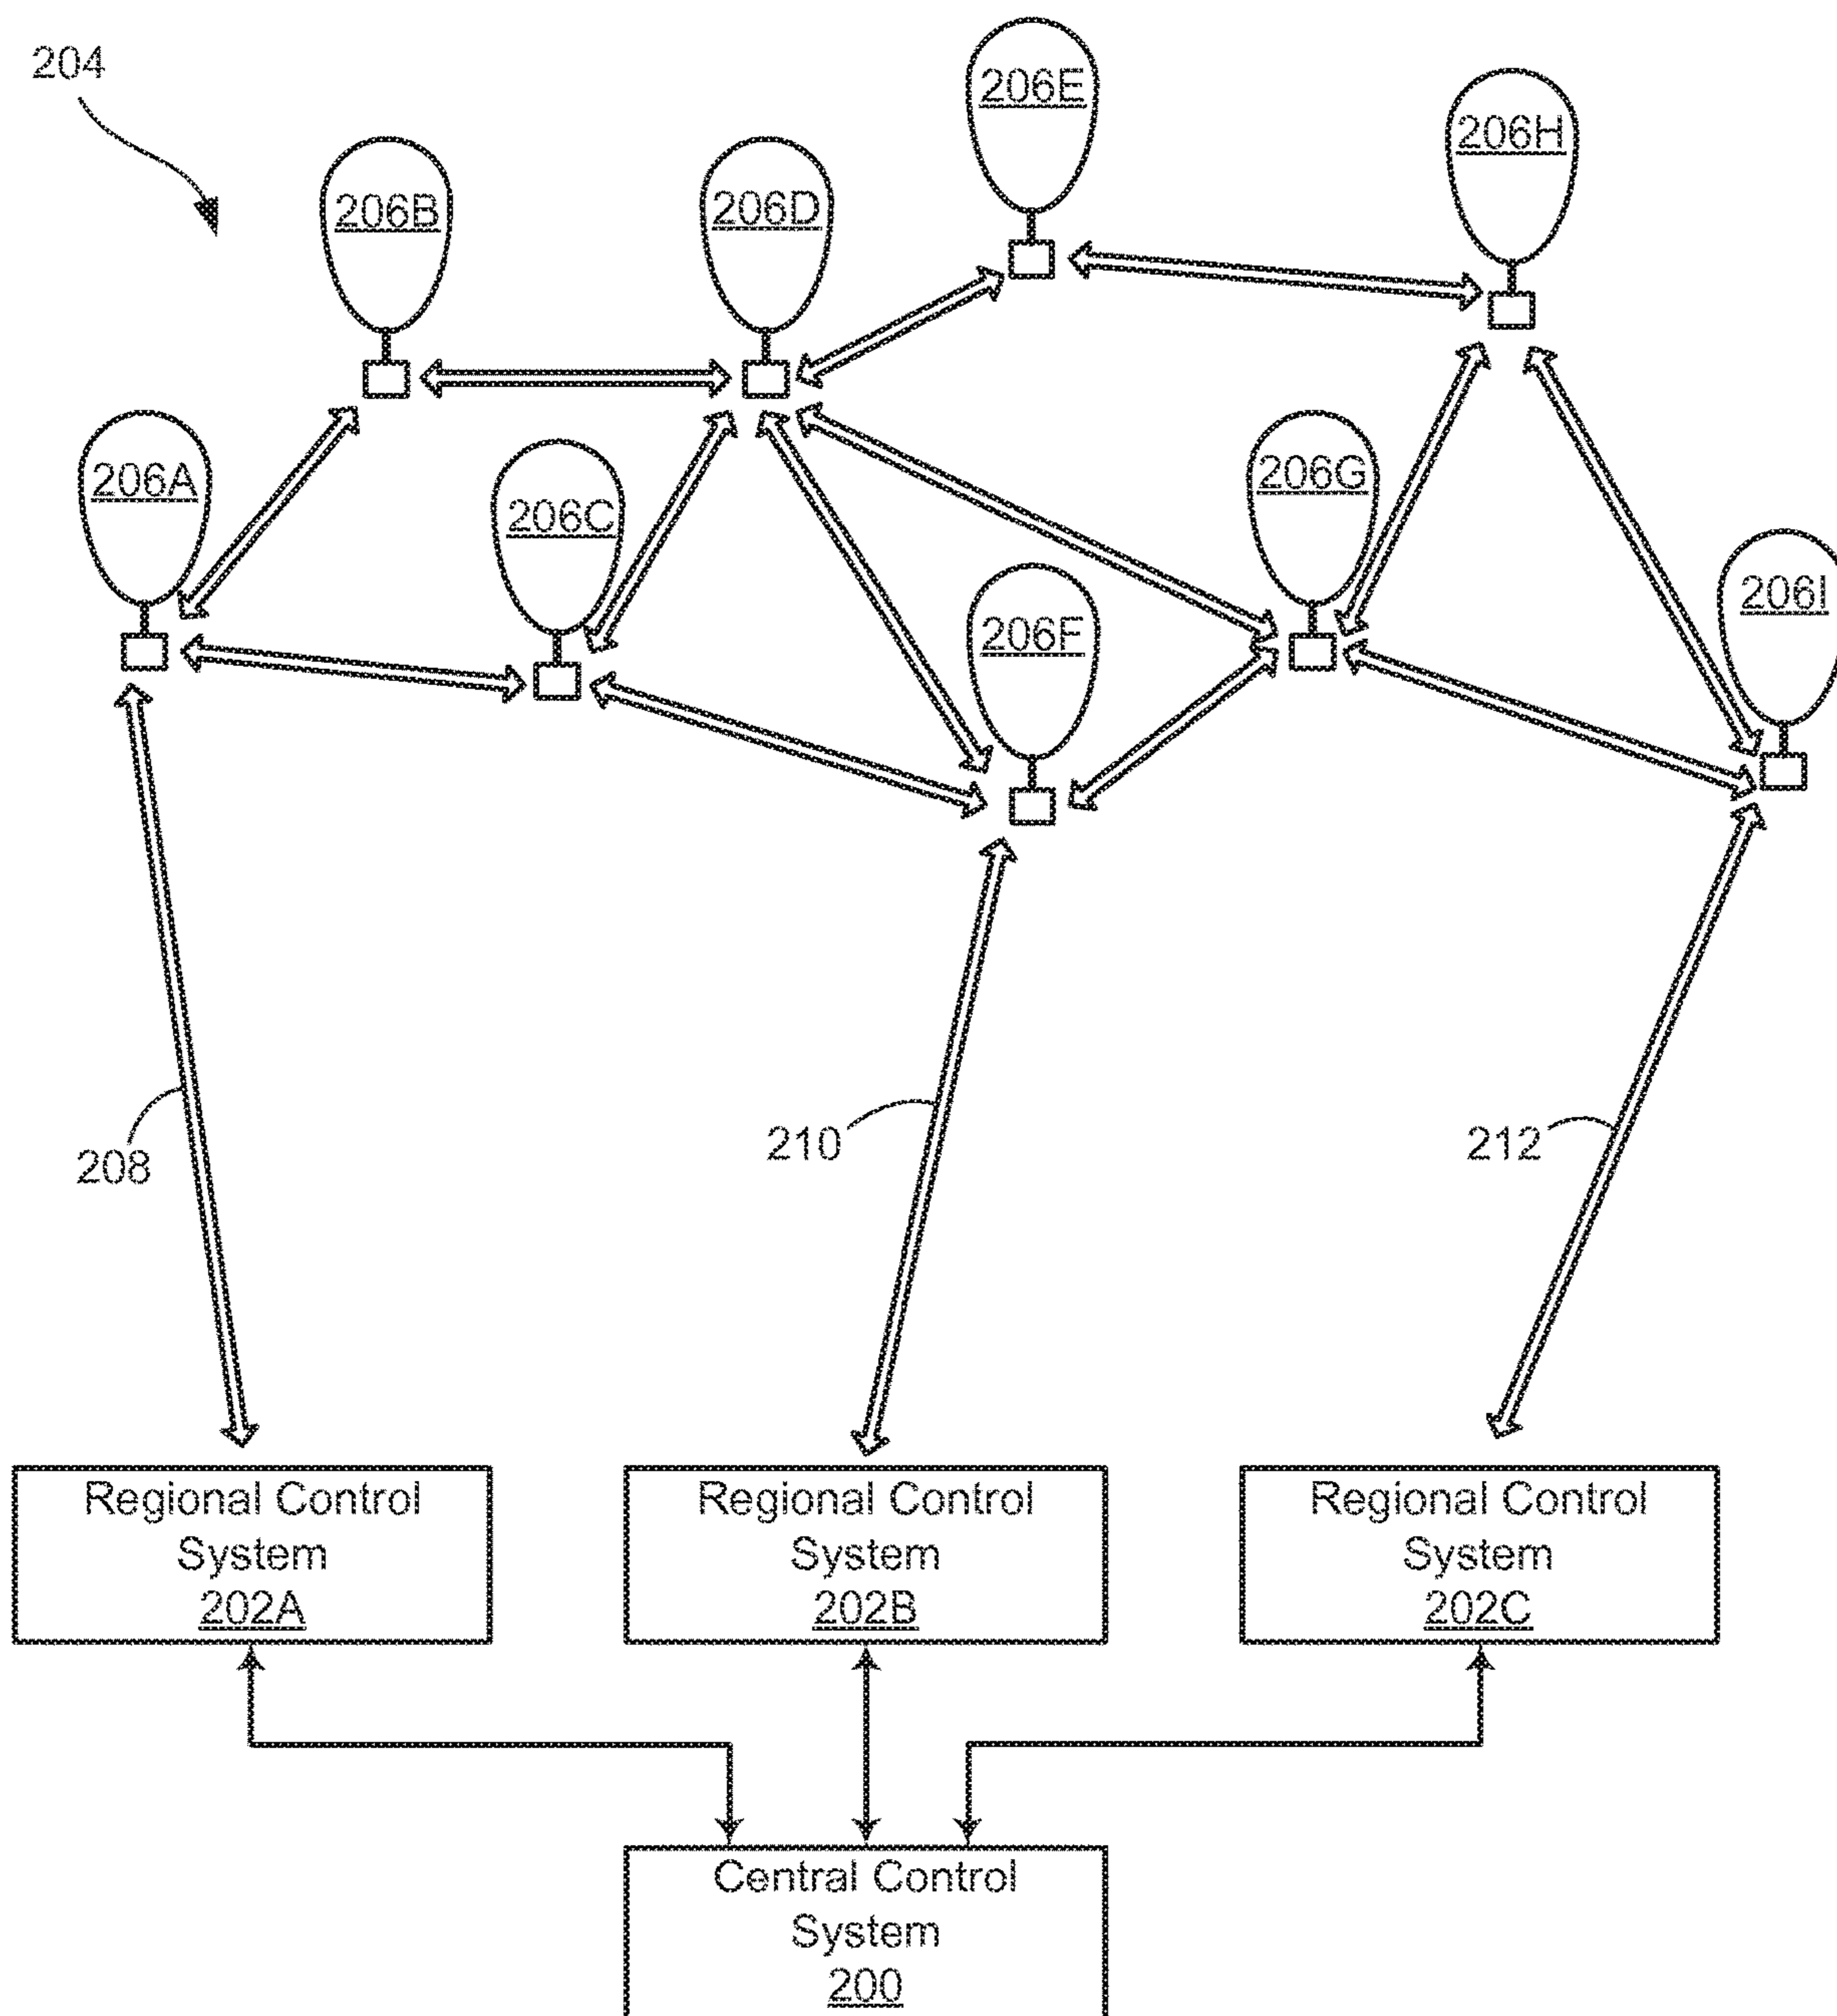 204
206E
206H
206B
206D
206A
206C
206G
206F
206I
208
210
212
Regional Control
System
202A
Regional Control
System
202B
Regional Control
System
202C
Central Control
System
200